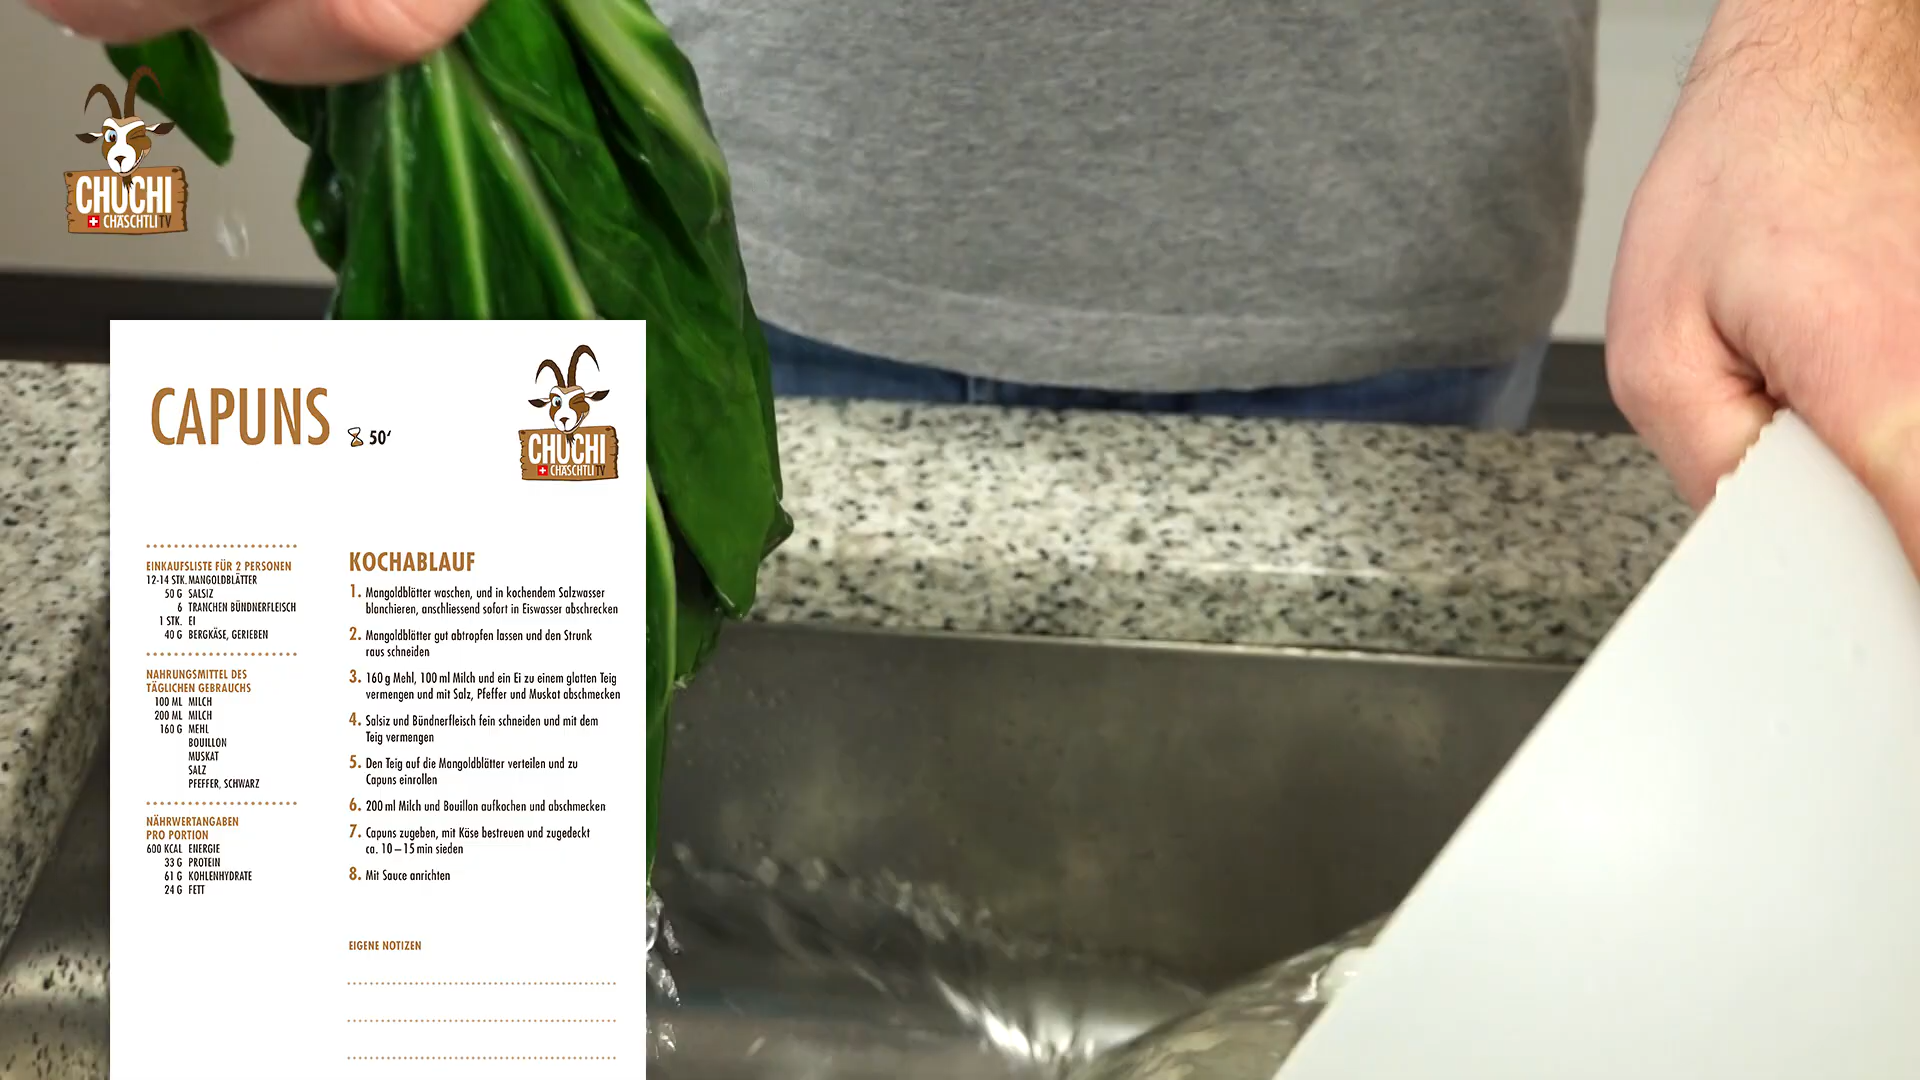 CHUCHI
CHÄSCHTLI TV
CAPUNS
50‘
CHUCHI
CHÄSCHTLI TV
EINKAUFSLISTE FÜR 2 PERSONEN
12-14 STK. MANGOLDBLÄTTER
50 G SALSIZ
6 TRANCHEN BÜNDNERFLEISCH
1 STK. EI
40 G BERGKÄSE, GERIEBEN
NAHRUNGSMITTEL DES
TÄGLICHEN GEBRAUCHS
100 ML MILCH
200 ML MILCH
160 G MEHL
BOUILLON
MUSKAT
SALZ
PFEFFER, SCHWARZ
NÄHRWERTANGABEN
PRO PORTION
600 KCAL ENERGIE
33 G PROTEIN
61 G KOHLENHYDRATE
24 G FETT
KOCHABLAUF
1. Mangoldblätter waschen, und in kochendem Salzwasser
blanchieren, anschliessend sofort in Eiswasser abschrecken
2. Mangoldblätter gut abtropfen lassen und den Strunk
raus schneiden
3. 160 g Mehl, 100 ml Milch und ein Ei zu einem glatten Teig
vermengen und mit Salz, Pfeffer und Muskat abschmecken
4. Salsiz und Bündnerfleisch fein schneiden und mit dem
Teig vermengen
5. Den Teig auf die Mangoldblätter verteilen und zu
Capuns einrollen
6. 200 ml Milch und Bouillon aufkochen und abschmecken
7. Capuns zugeben, mit Käse bestreuen und zugedeckt
ca. 10 – 15 min sieden
8. Mit Sauce anrichten
EIGENE NOTIZEN